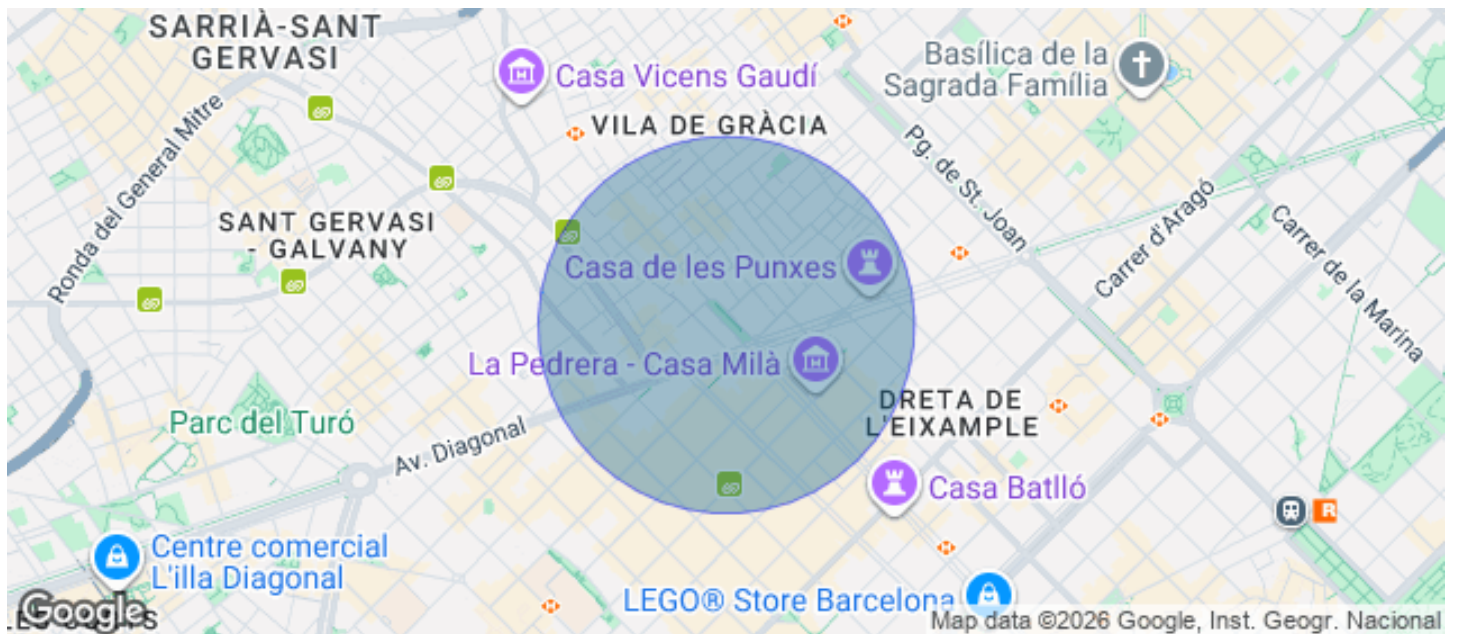 SARRIÀ-SANT
GERVASI
Casa Vicens Gaudí
Basílica de la
Sagrada Família
VILA DE GRÀCIA
Ronda del General Mitre
Pg. de St. Joan
SANT GERVASI
- GALVANY
Carrer d'Aragó
Carrer de la Marina
Casa de les Punxes
La Pedrera - Casa Milà
Parc del Turó
Av. Diagonal
DRETA DE
L'EIXAMPLE
Casa Batlló
R
Centre comercial
L'illa Diagonal
LEGO® Store Barcelona
Google
Map data ©2026 Google, Inst. Geogr. Nacional